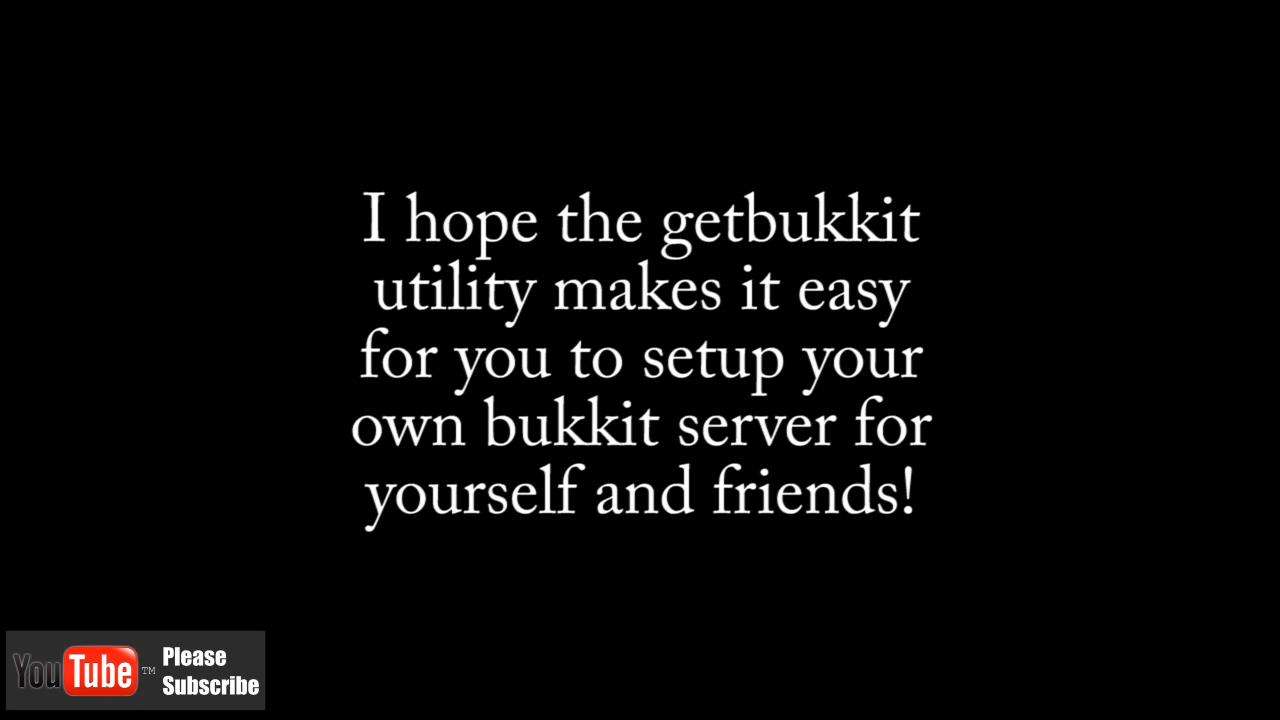 I hope the getbukkit
utility makes it easy
for you to setup your
own bukkit server for
yourself and friends!
YouTube™ Please
Subscribe